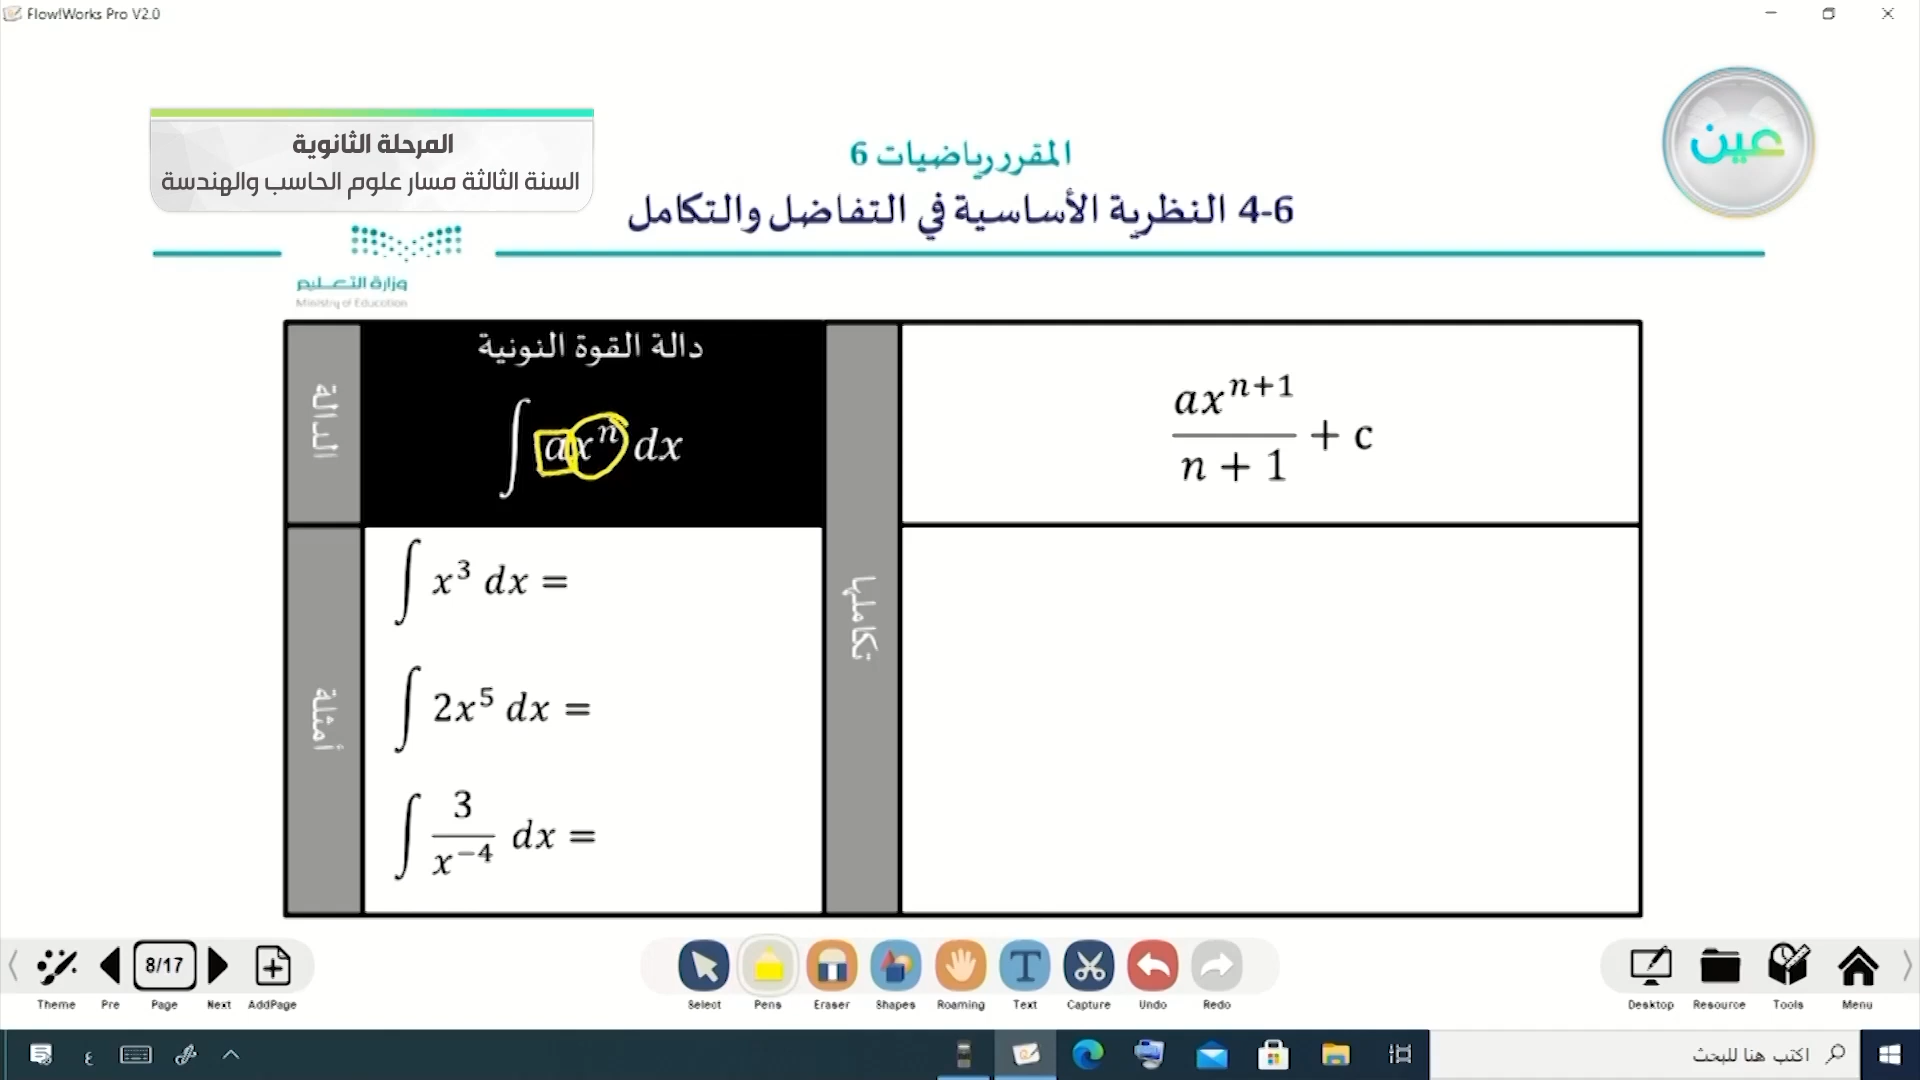 Flow!Works Pro V2.0
المرحلة الثانوية
السنة الثالثة مسار علوم الحاسب والهندسة
المقرر رياضيات 6
4-6 النظرية الأساسية في التفاضل والتكامل
عين
وزارة التعليم
Ministry of Education
الدالة
دالة القوة النونية
∫ axⁿ dx
تكاملها
axⁿ⁺¹
n + 1
+ c
أمثلة
∫ x³ dx =
∫ 2x⁵ dx =
∫ 3/x⁻⁴ dx =
8/17
Theme Pre Page Next AddPage
Select Pens Eraser Shapes Roaming Text Capture Undo Redo
Desktop Resource Tools Menu
ع
اكتب هنا للبحث